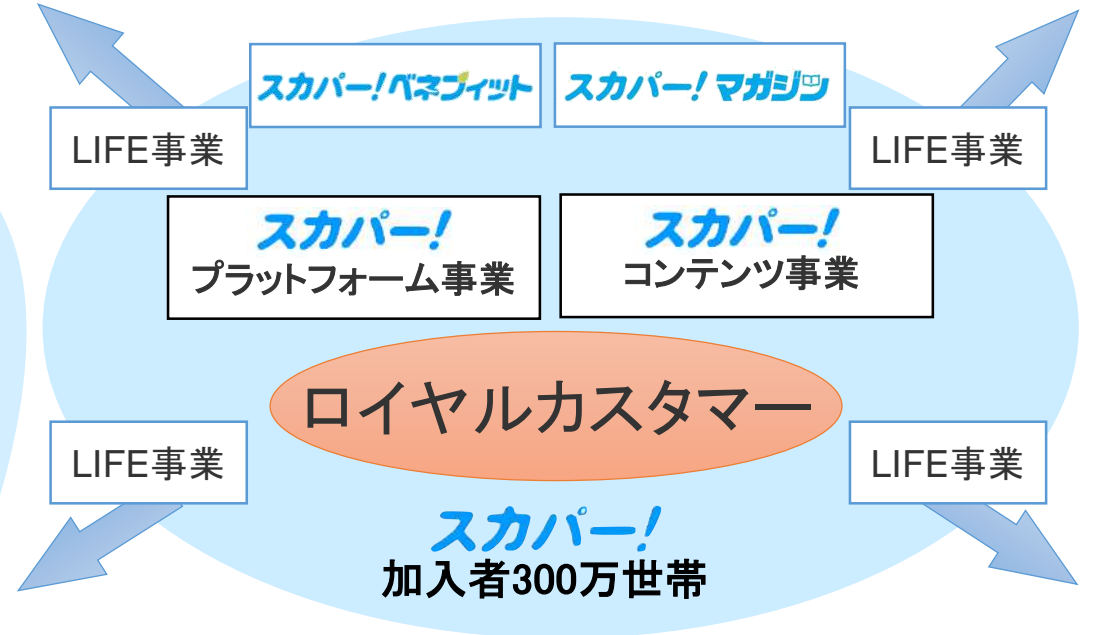 スカパー!ベネフィット
スカパー!マガジン
LIFE事業
LIFE事業
スカパー!
プラットフォーム事業
スカパー!
コンテンツ事業
ロイヤルカスタマー
LIFE事業
LIFE事業
スカパー!
加入者300万世帯